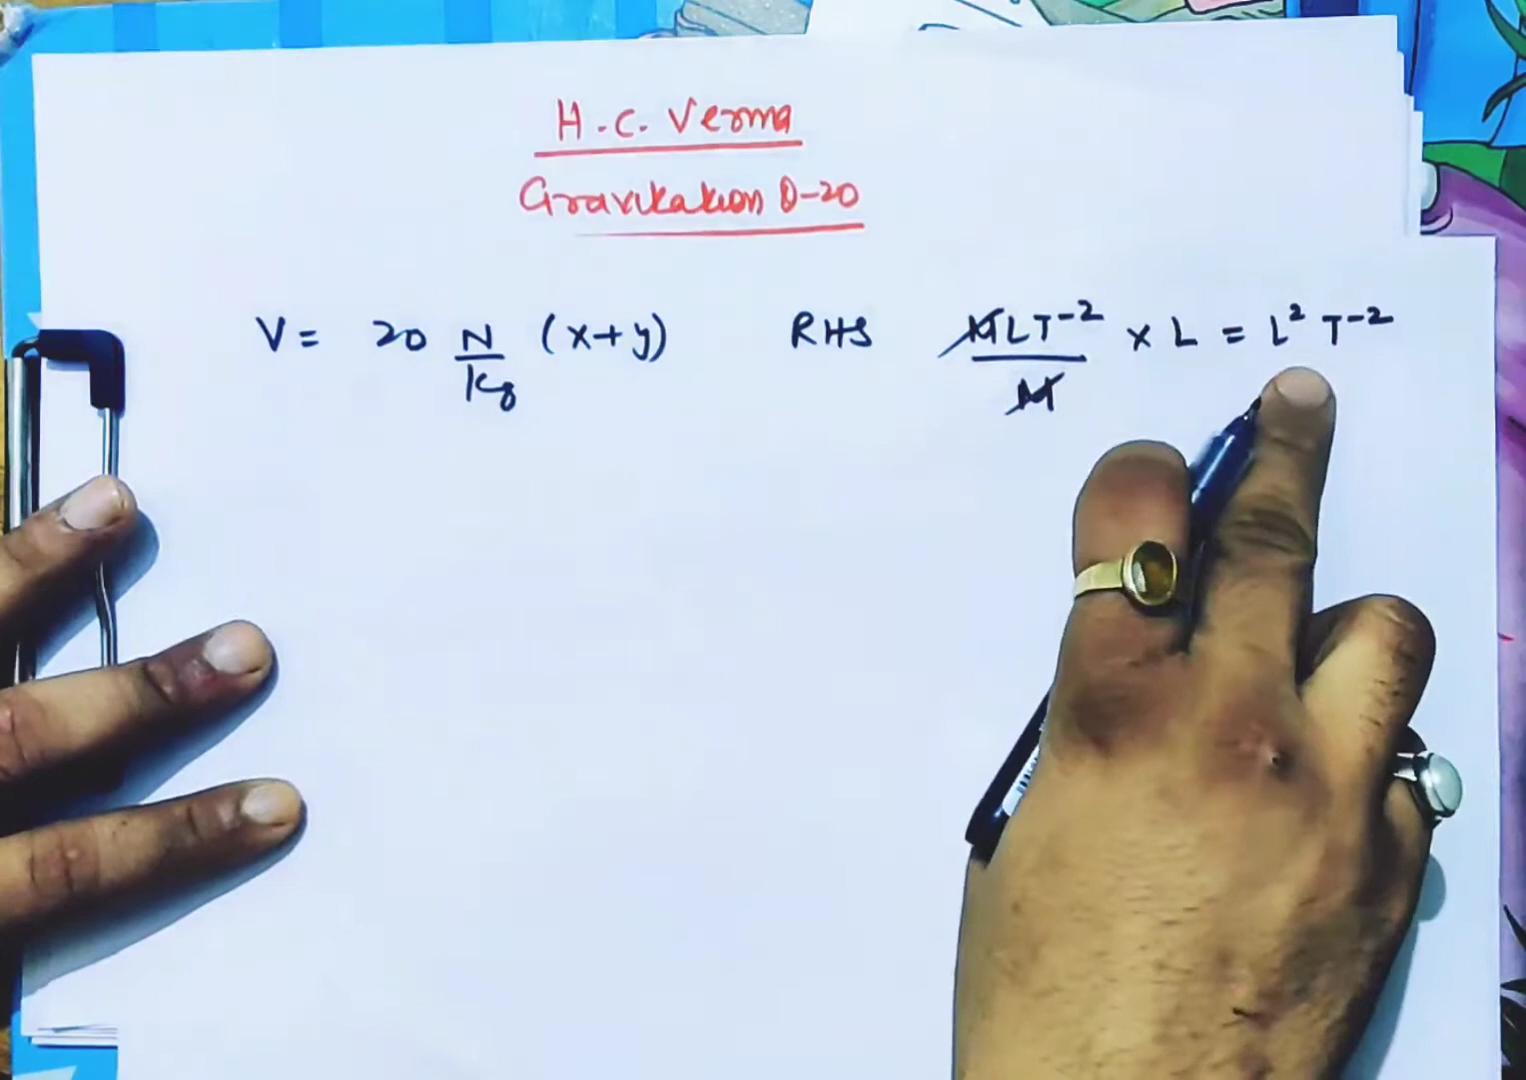 H.C. Verma
Gravitation Q-20
V = 20 N/kg (x+y) RHS MLT⁻²/M × L = L² T⁻²